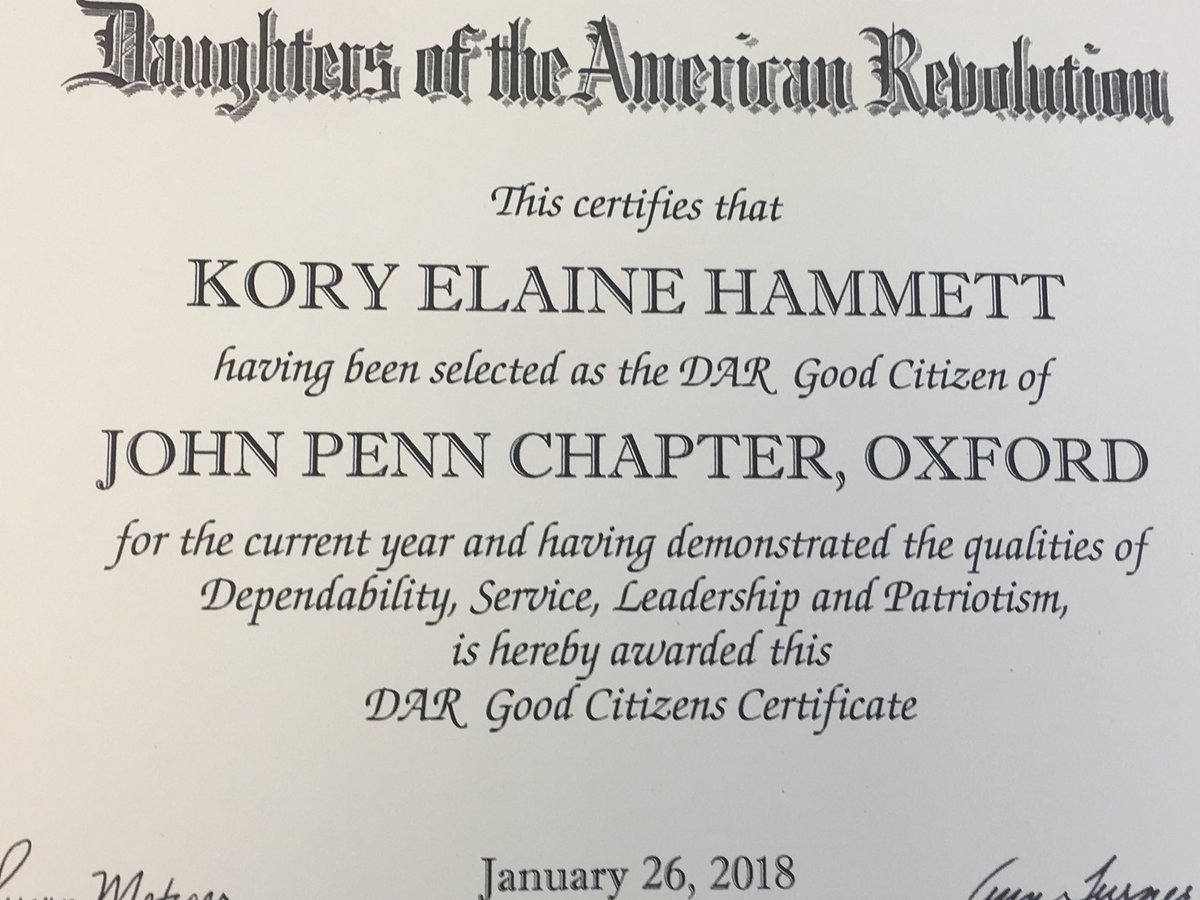 Daughters of the American Revolution
This certifies that
KORY ELAINE HAMMETT
having been selected as the DAR Good Citizen of
JOHN PENN CHAPTER, OXFORD
for the current year and having demonstrated the qualities of
Dependability, Service, Leadership and Patriotism,
is hereby awarded this
DAR Good Citizens Certificate
January 26, 2018
Turner